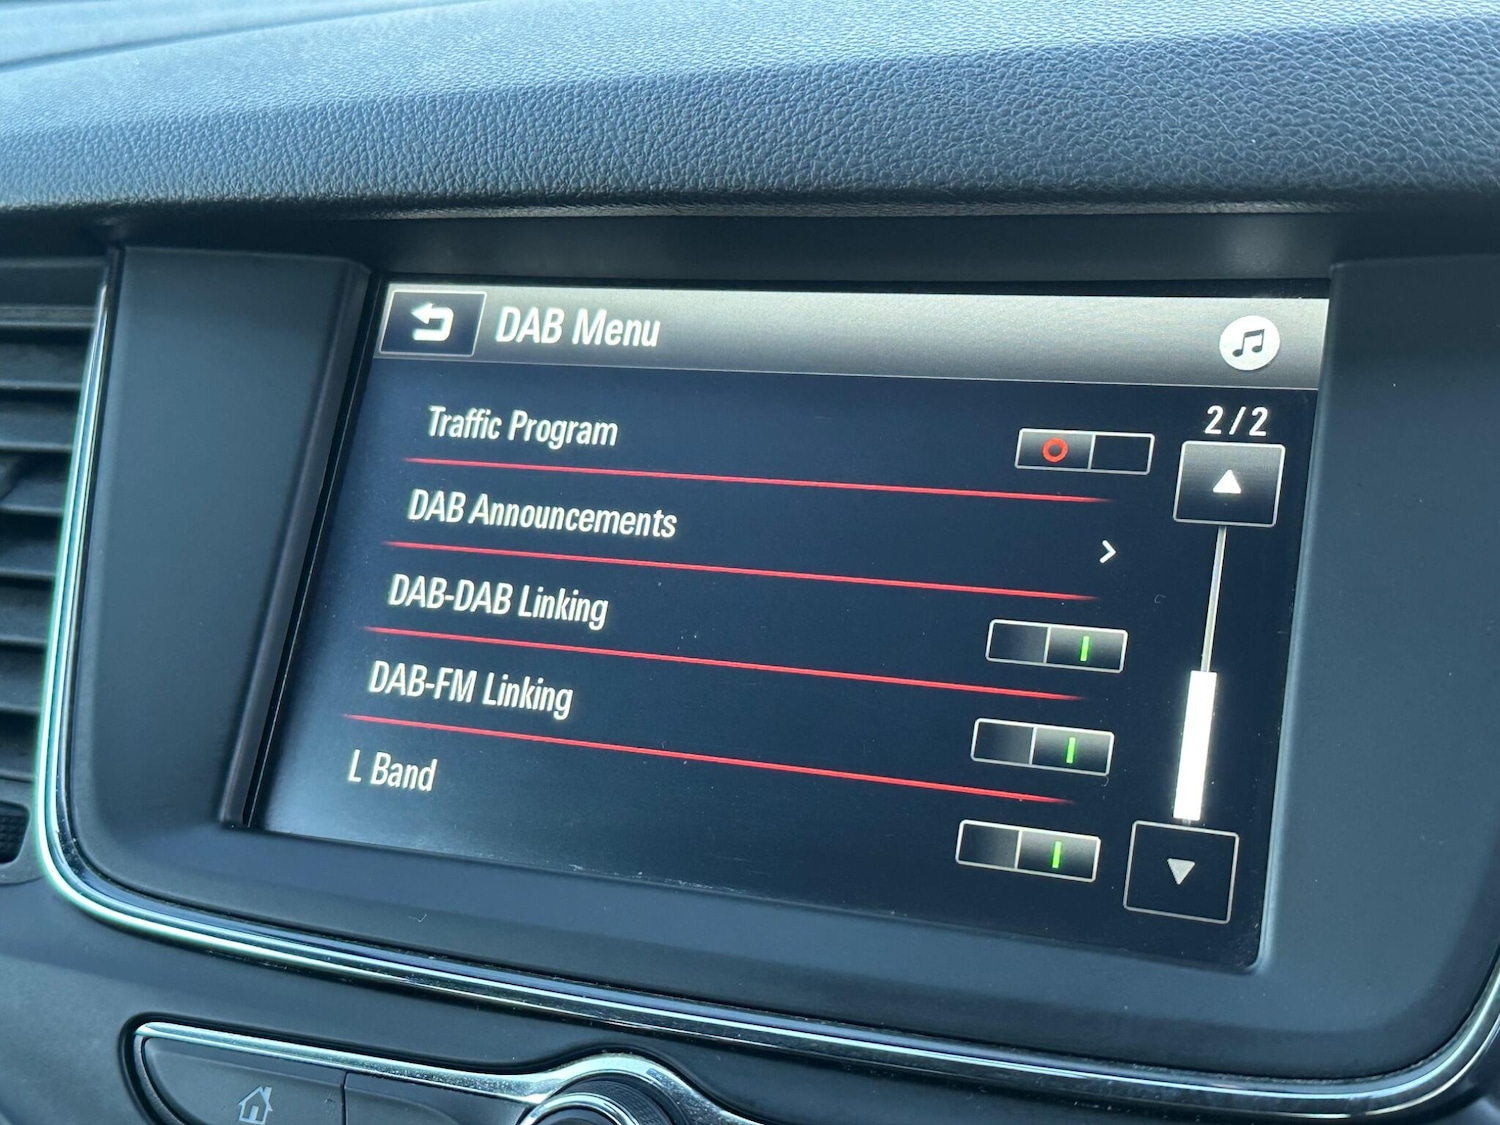 DAB Menu
2/2
Traffic Program
DAB Announcements
DAB-DAB Linking
DAB-FM Linking
L Band